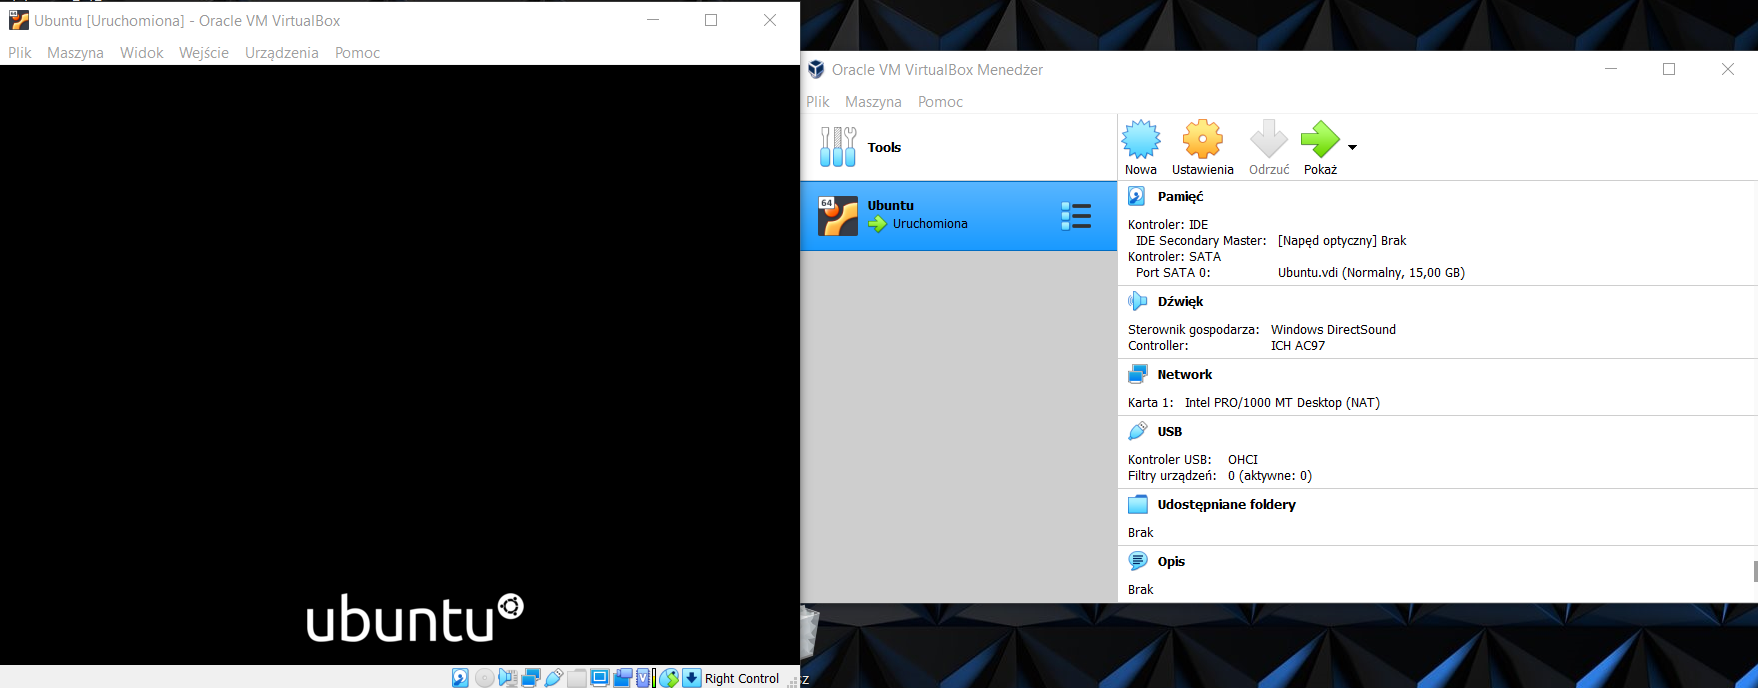 Ubuntu [Uruchomiona] - Oracle VM VirtualBox
Plik Maszyna Widok Wejście Urządzenia Pomoc
ubuntu
Right Control
sz
Oracle VM VirtualBox Menedżer
Plik Maszyna Pomoc
Tools
64
Ubuntu
Uruchomiona
Nowa Ustawienia Odrzuć Pokaż
Pamięć
Kontroler: IDE
IDE Secondary Master: [Napęd optyczny] Brak
Kontroler: SATA
Port SATA 0: Ubuntu.vdi (Normalny, 15,00 GB)
Dźwięk
Sterownik gospodarza: Windows DirectSound
Controller: ICH AC97
Network
Karta 1: Intel PRO/1000 MT Desktop (NAT)
USB
Kontroler USB: OHCI
Filtry urządzeń: 0 (aktywne: 0)
Udostępniane foldery
Brak
Opis
Brak